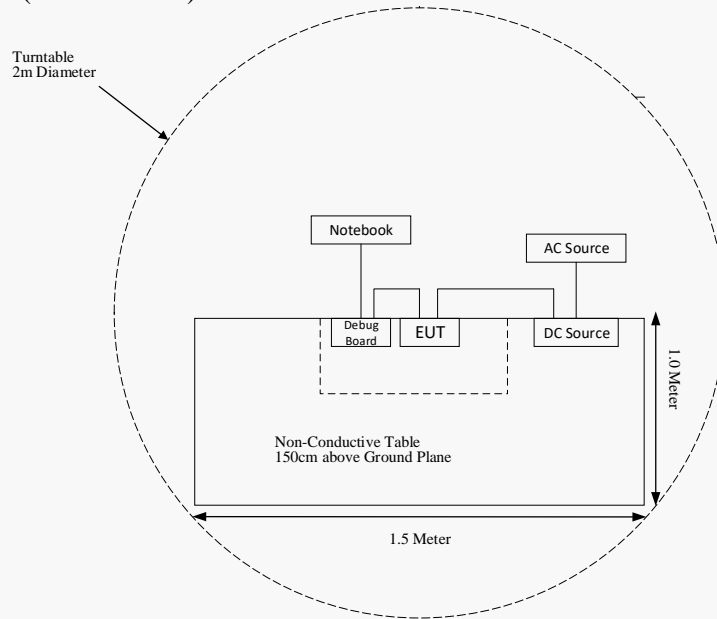 Turntable
2m Diameter
Notebook
AC Source
Debug
Board
EUT
DC Source
1.0 Meter
Non-Conductive Table
150cm above Ground Plane
1.5 Meter